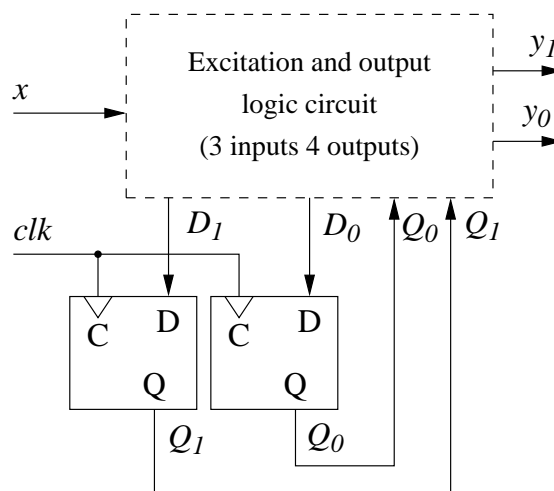 y1
Excitation and output
x
logic circuit
y0
(3 inputs 4 outputs)
clk
D1
D0
Q0
Q1
C
D
C
D
Q
Q
Q1
Q0